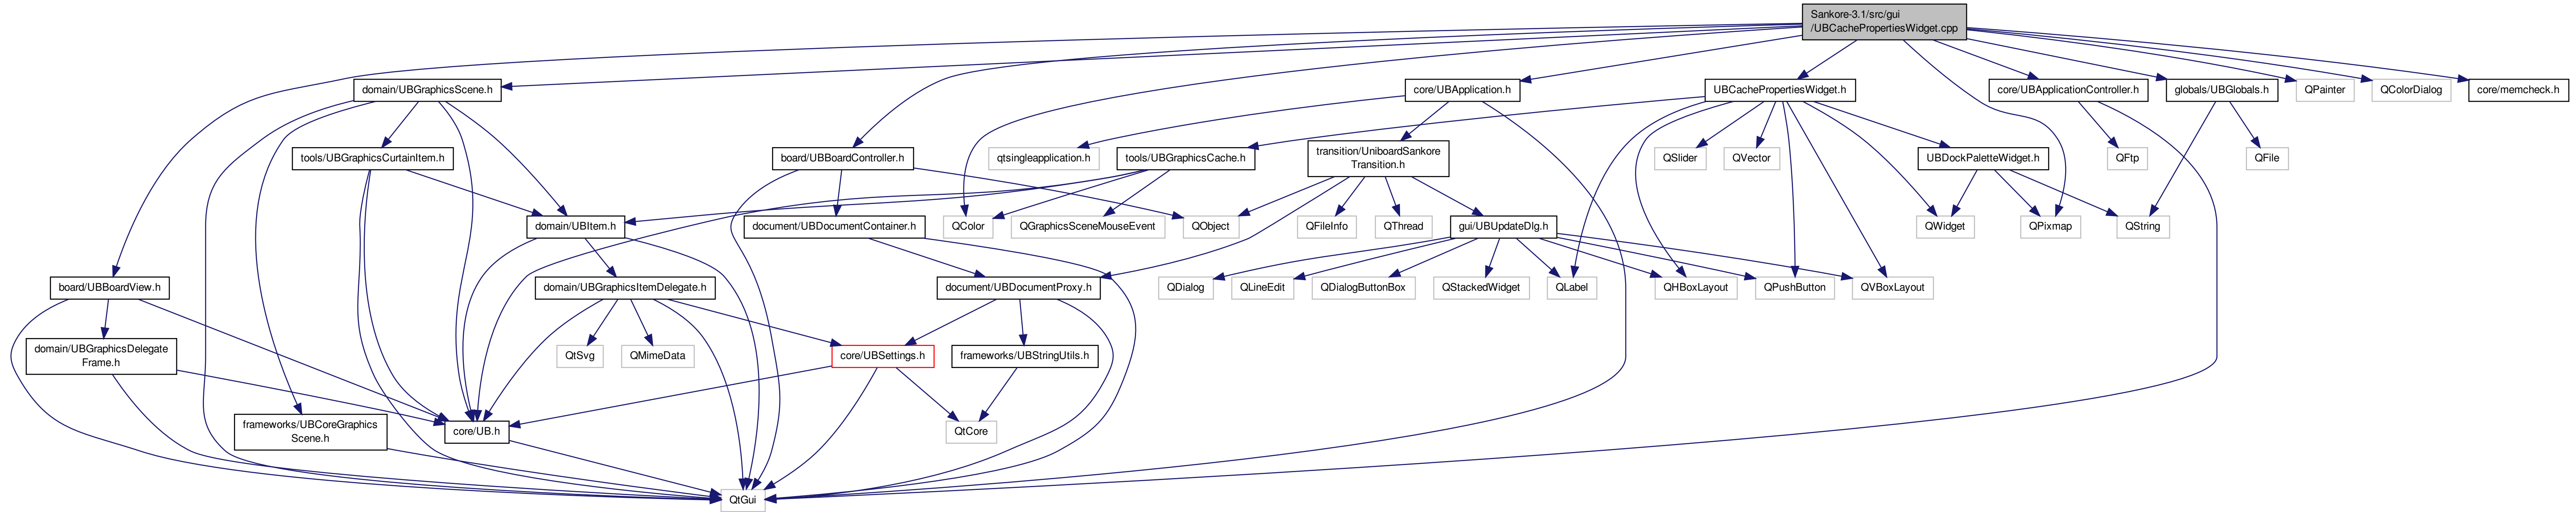 Sankore-3.1/src/gui
/UBCachePropertiesWidget.cpp
domain/UBGraphicsScene.h
core/UBApplication.h
UBCachePropertiesWidget.h
core/UBApplicationController.h
globals/UBGlobals.h
QPainter
QColorDialog
core/memcheck.h
tools/UBGraphicsCurtainItem.h
board/UBBoardController.h
qtsingleapplication.h
tools/UBGraphicsCache.h
transition/UniboardSankore
Transition.h
QSlider
QVector
UBDockPaletteWidget.h
QFtp
QFile
domain/UBItem.h
document/UBDocumentContainer.h
QColor
QGraphicsSceneMouseEvent
QObject
QFileInfo
QThread
gui/UBUpdateDlg.h
QWidget
QPixmap
QString
board/UBBoardView.h
domain/UBGraphicsItemDelegate.h
document/UBDocumentProxy.h
QDialog
QLineEdit
QDialogButtonBox
QStackedWidget
QLabel
QHBoxLayout
QPushButton
QVBoxLayout
domain/UBGraphicsDelegate
Frame.h
QtSvg
QMimeData
core/UBSettings.h
frameworks/UBStringUtils.h
frameworks/UBCoreGraphics
Scene.h
core/UB.h
QtCore
QtGui